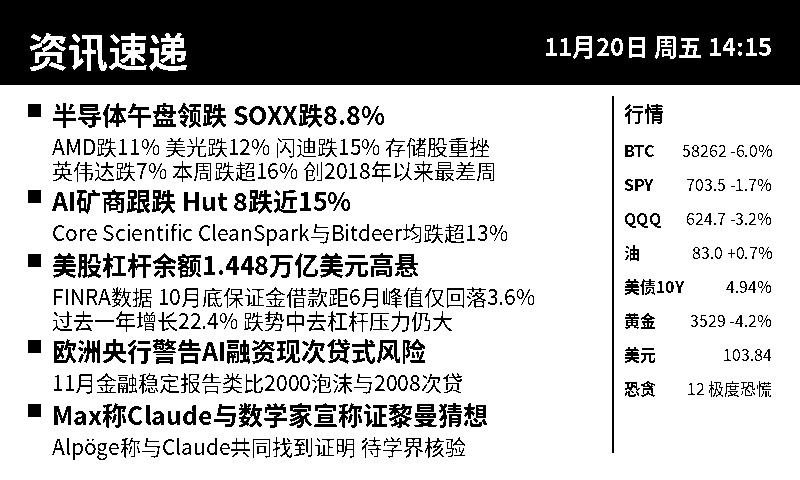 资讯速递
11月20日 周五 14:15
半导体午盘领跌 SOXX跌8.8%
AMD跌11% 美光跌12% 闪迪跌15% 存储股重挫
英伟达跌7% 本周跌超16% 创2018年以来最差周
AI矿商跟跌 Hut 8跌近15%
Core Scientific CleanSpark与Bitdeer均跌超13%
美股杠杆余额1.448万亿美元高悬
FINRA数据 10月底保证金借款距6月峰值仅回落3.6%
过去一年增长22.4% 跌势中去杠杆压力仍大
欧洲央行警告AI融资现次贷式风险
11月金融稳定报告类比2000泡沫与2008次贷
Max称Claude与数学家宣称证黎曼猜想
Alpöge称与Claude共同找到证明 待学界核验
行情
BTC 58262 -6.0%
SPY 703.5 -1.7%
QQQ 624.7 -3.2%
油 83.0 +0.7%
美债10Y 4.94%
黄金 3529 -4.2%
美元 103.84
恐贪 12 极度恐慌